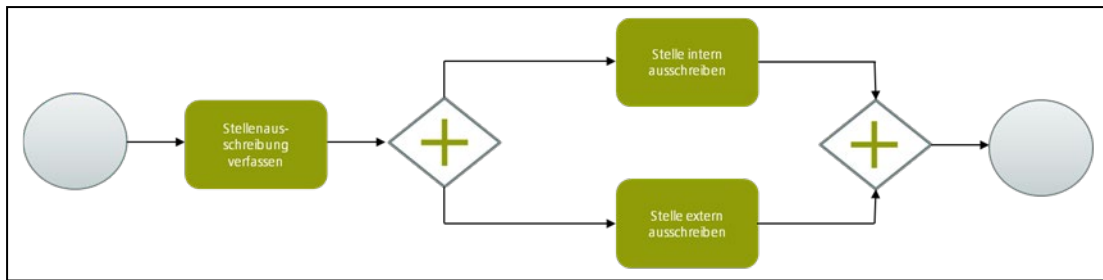 Stellenaus-
schreibung
verfassen
Stelle intern
ausschreiben
Stelle extern
ausschreiben